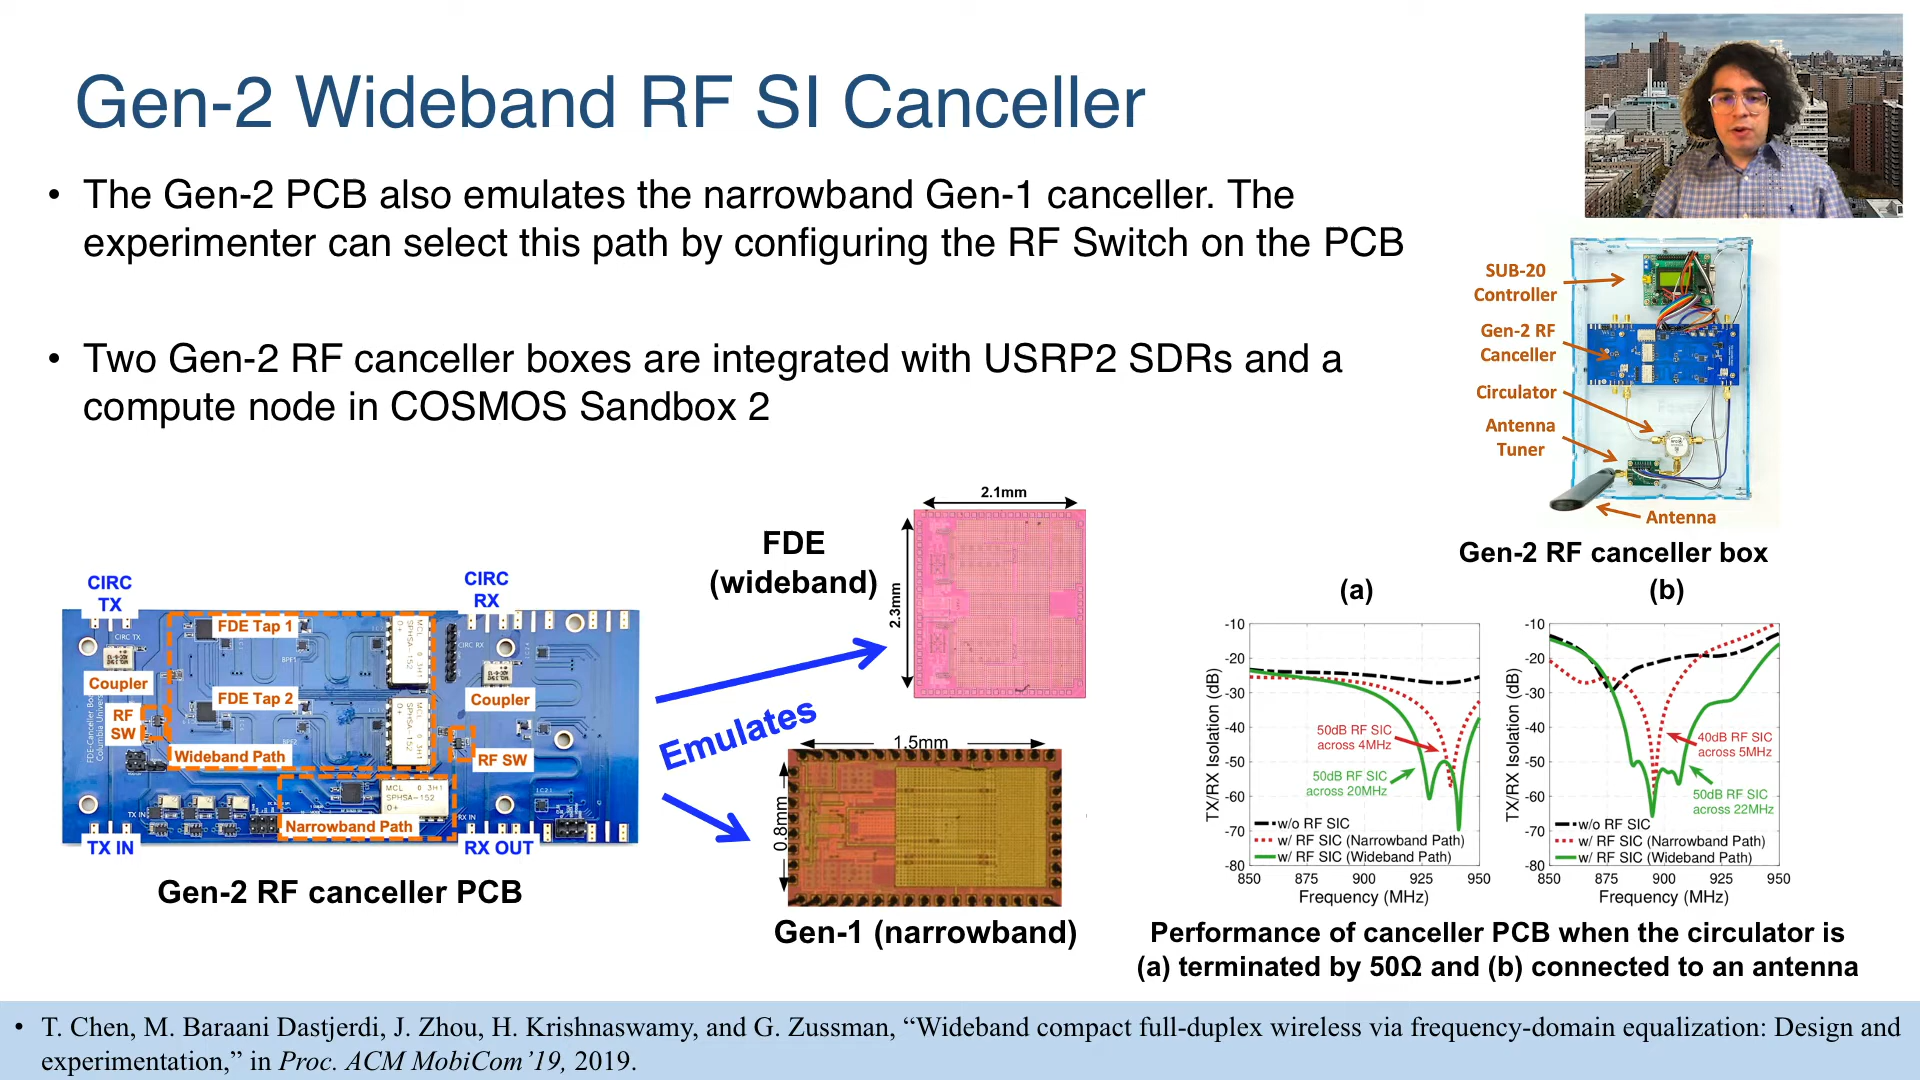 Gen-2 Wideband RF SI Canceller
• The Gen-2 PCB also emulates the narrowband Gen-1 canceller. The
experimenter can select this path by configuring the RF Switch on the PCB
• Two Gen-2 RF canceller boxes are integrated with USRP2 SDRs and a
compute node in COSMOS Sandbox 2
SUB-20
Controller
Gen-2 RF
Canceller
Circulator
Antenna
Tuner
Antenna
Gen-2 RF canceller box
CIRC
TX
CIRC
RX
CIRC TX
CIRC RX
FDE Tap 1
FDE Tap 2
Coupler
Coupler
RF
SW
RF SW
Wideband Path
Narrowband Path
BPF1
BPF2
MCL 0 3H1
SPHSA-152
0+
TX IN
RX IN
TX IN
RX OUT
Gen-2 RF canceller PCB
Emulates
FDE
(wideband)
2.1mm
2.3mm
1.5mm
0.8mm
Gen-1 (narrowband)
(a)
TX/RX Isolation (dB)
-10
-20
-30
-40
-50
-60
-70
-80
50dB RF SIC
across 4MHz
50dB RF SIC
across 20MHz
w/o RF SIC
w/ RF SIC (Narrowband Path)
w/ RF SIC (Wideband Path)
850 875 900 925 950
Frequency (MHz)
(b)
TX/RX Isolation (dB)
-10
-20
-30
-40
-50
-60
-70
-80
40dB RF SIC
across 5MHz
50dB RF SIC
across 22MHz
w/o RF SIC
w/ RF SIC (Narrowband Path)
w/ RF SIC (Wideband Path)
850 875 900 925 950
Frequency (MHz)
Performance of canceller PCB when the circulator is
(a) terminated by 50Ω and (b) connected to an antenna
• T. Chen, M. Baraani Dastjerdi, J. Zhou, H. Krishnaswamy, and G. Zussman, “Wideband compact full-duplex wireless via frequency-domain equalization: Design and
experimentation,” in Proc. ACM MobiCom’19, 2019.